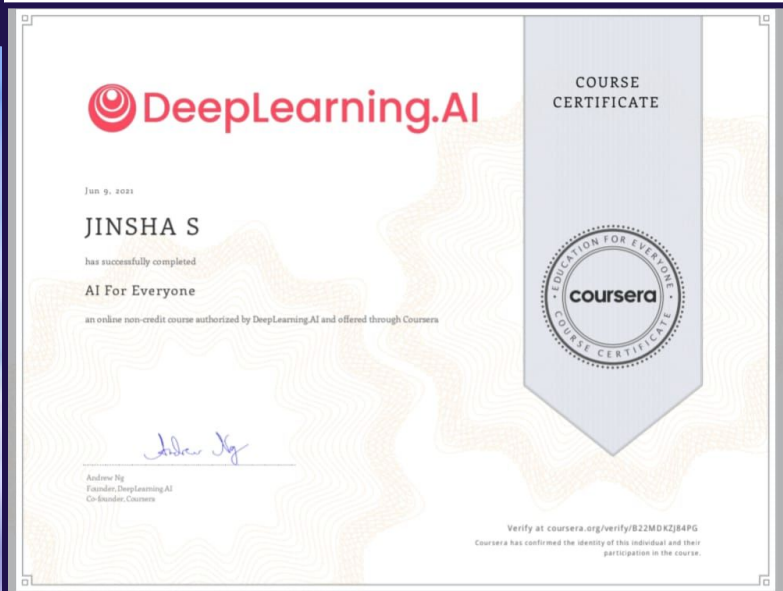 DeepLearning.AI
COURSE
CERTIFICATE
Jun 9, 2021
JINSHA S
has successfully completed
AI For Everyone
an online non-credit course authorized by DeepLearning.AI and offered through Coursera
EDUCATION FOR EVERYONE
coursera
COURSE CERTIFICATE
Andrew Ng
Andrew Ng
Founder, DeepLearning.AI
Co-founder, Coursera
Verify at coursera.org/verify/B22MDKZJ84PG
Coursera has confirmed the identity of this individual and their
participation in the course.